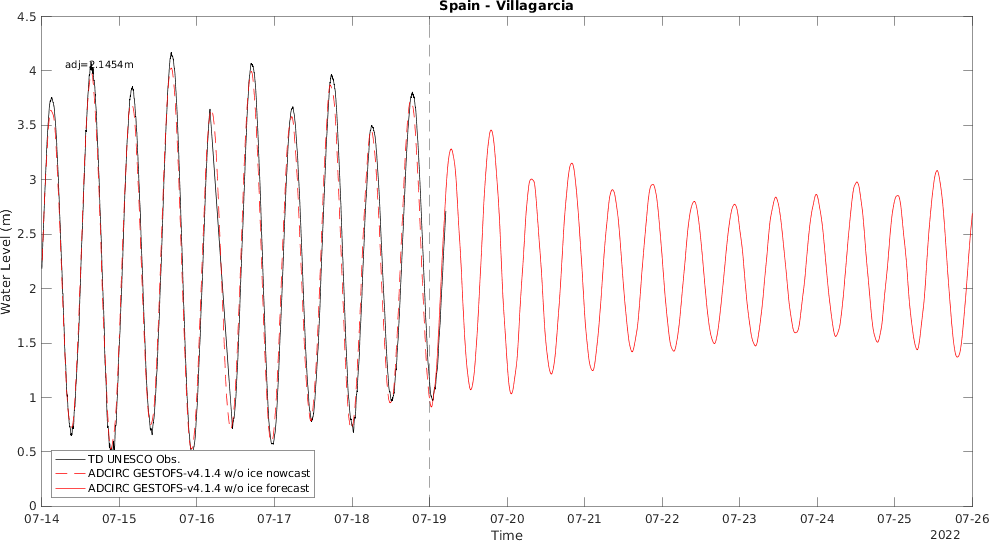 Spain - Villagarcia
4.5
4
3.5
3
2.5
2
1.5
1
0.5
0
Water Level (m)
adj=2.1454m
TD UNESCO Obs.
ADCIRC GESTOFS-v4.1.4 w/o ice nowcast
ADCIRC GESTOFS-v4.1.4 w/o ice forecast
07-14 07-15 07-16 07-17 07-18 07-19 07-20 07-21 07-22 07-23 07-24 07-25 07-26
Time
2022